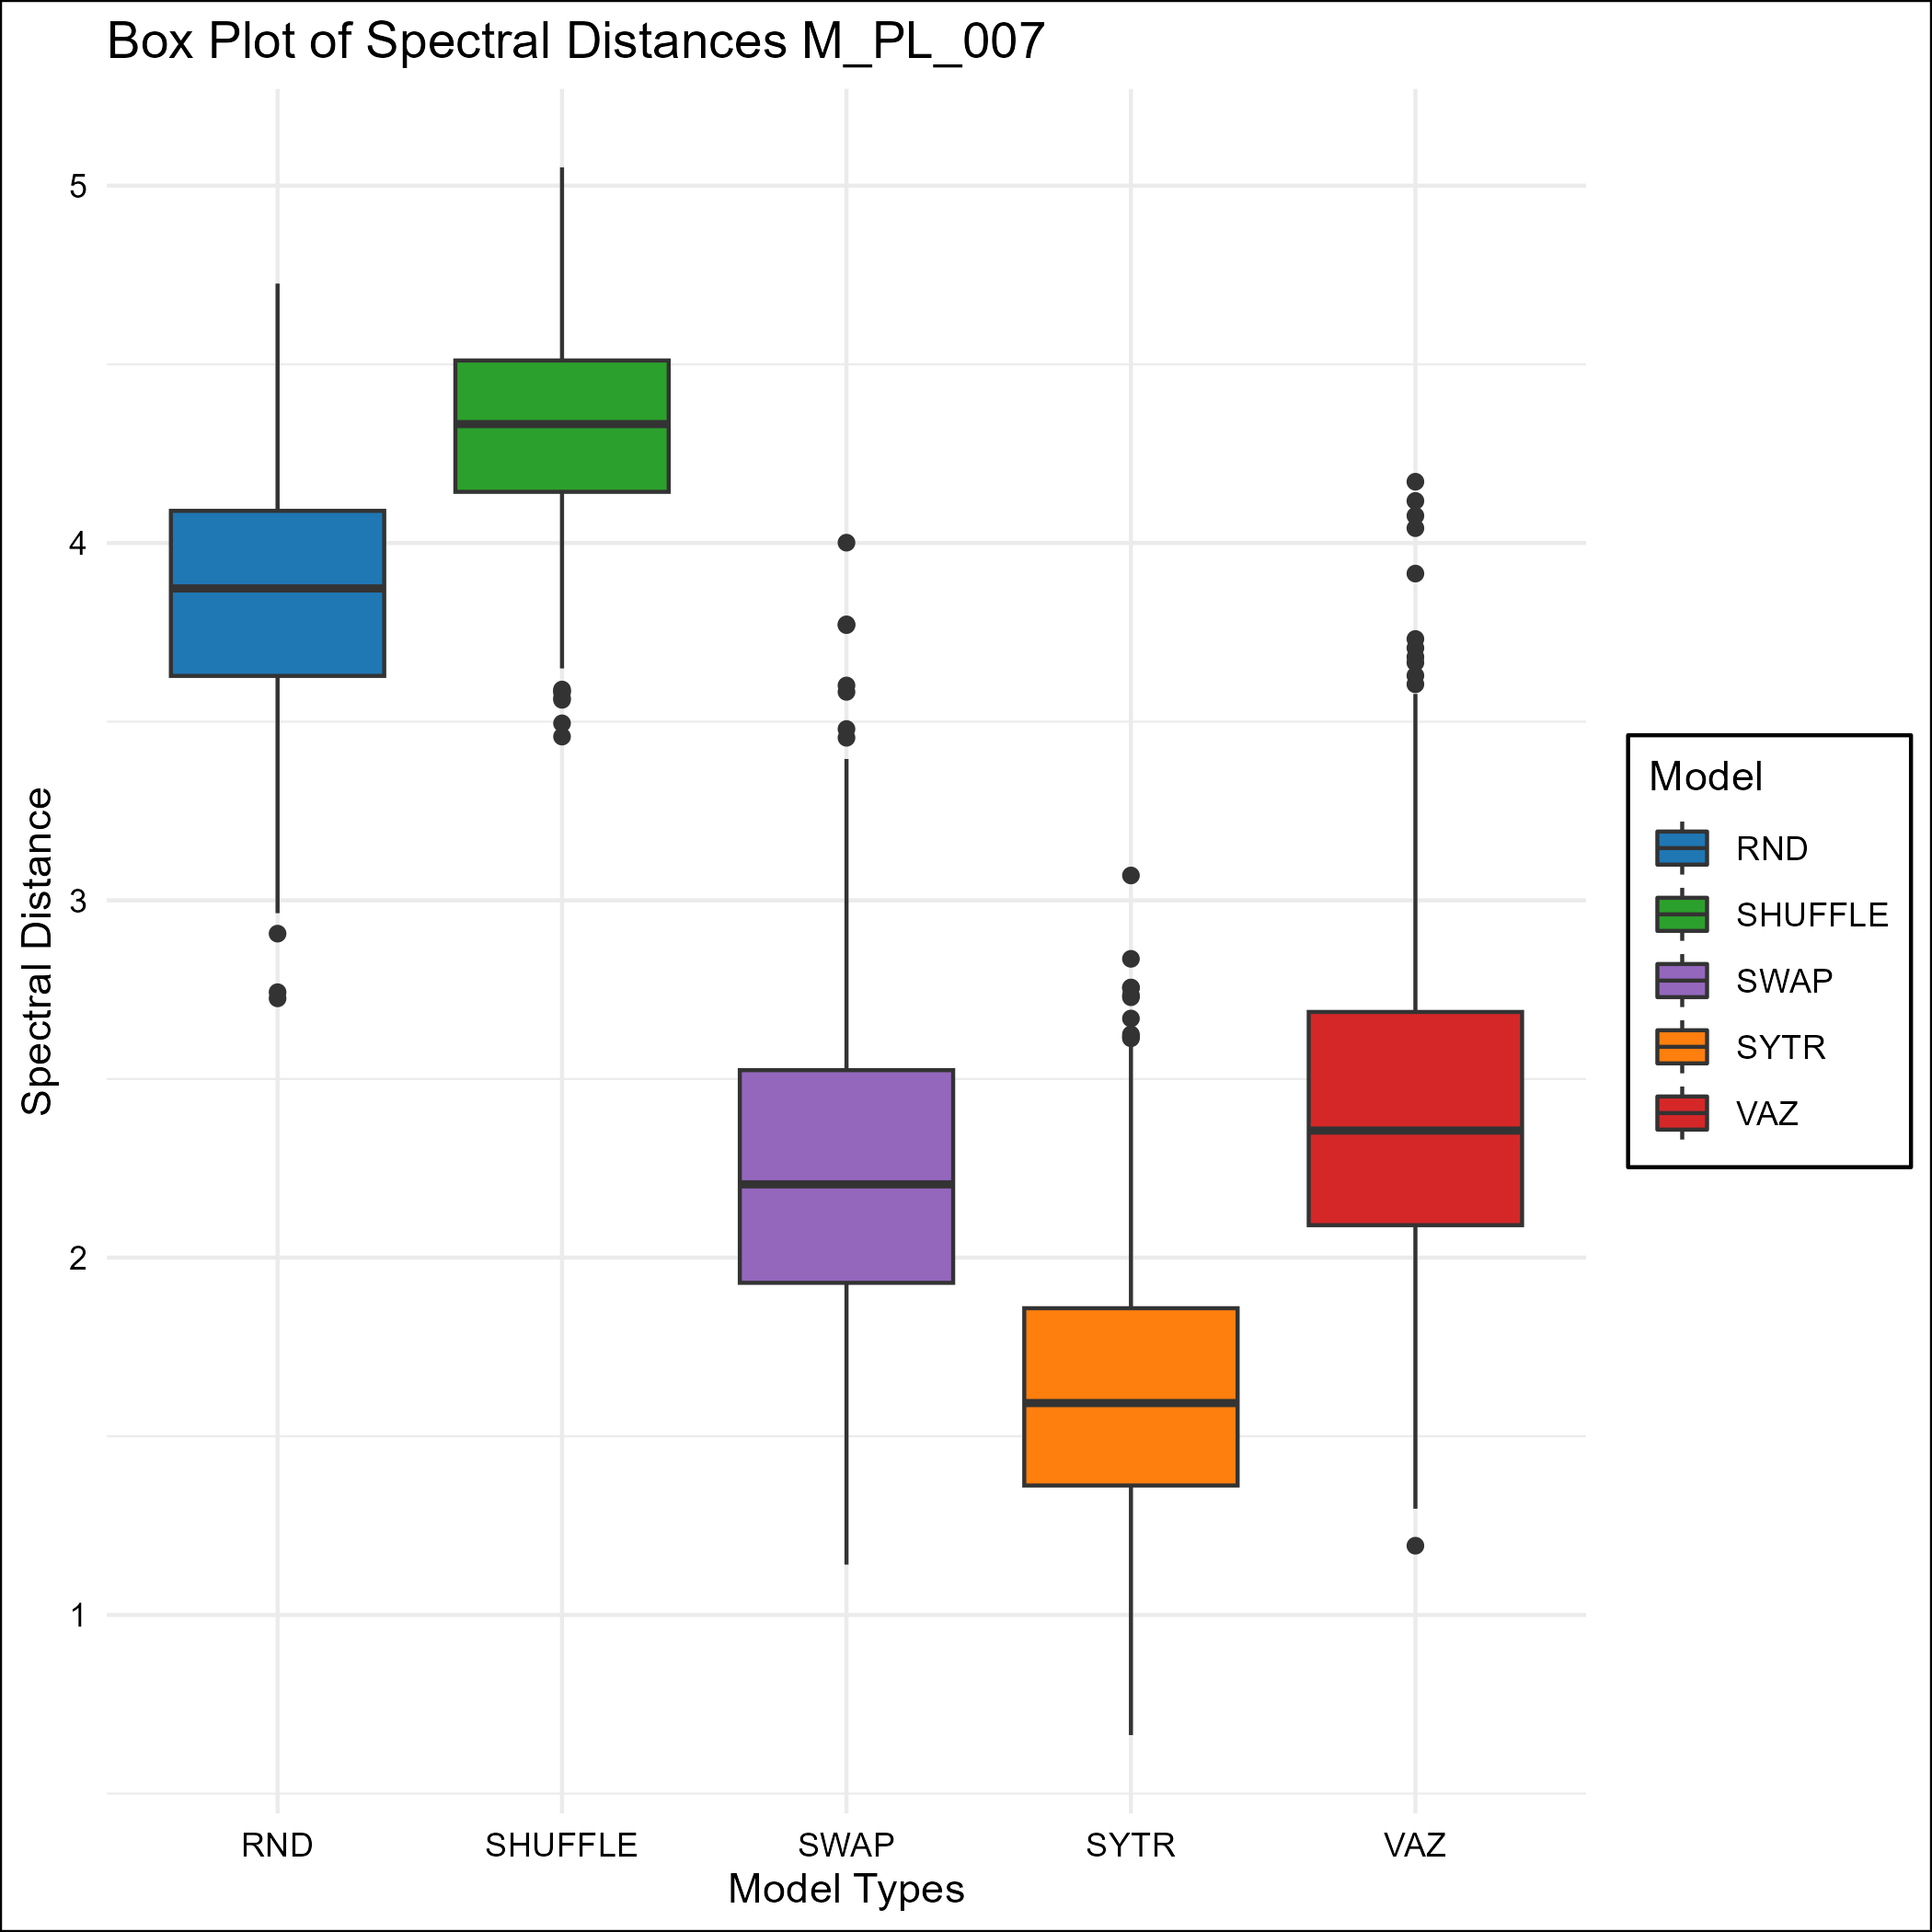 Box Plot of Spectral Distances M_PL_007
5
4
3
2
1
Spectral Distance
RND
SHUFFLE
SWAP
SYTR
VAZ
Model Types
Model
RND
SHUFFLE
SWAP
SYTR
VAZ